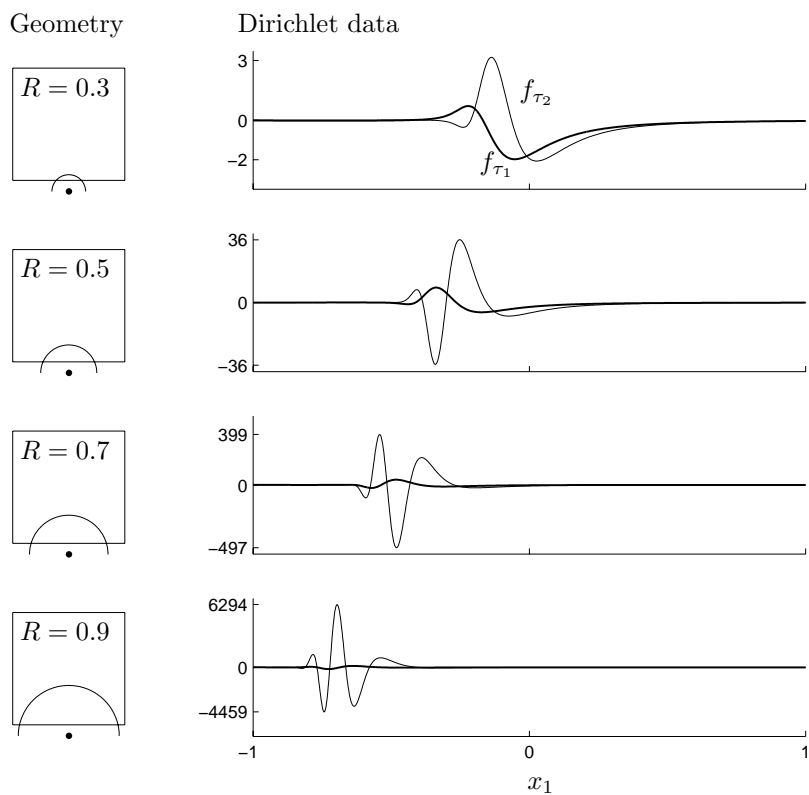 Geometry Dirichlet data
R = 0.3
3
0
−2
f_{τ_2}
f_{τ_1}
R = 0.5
36
0
−36
R = 0.7
399
0
−497
R = 0.9
6294
0
−4459
−1 0 1
x_1